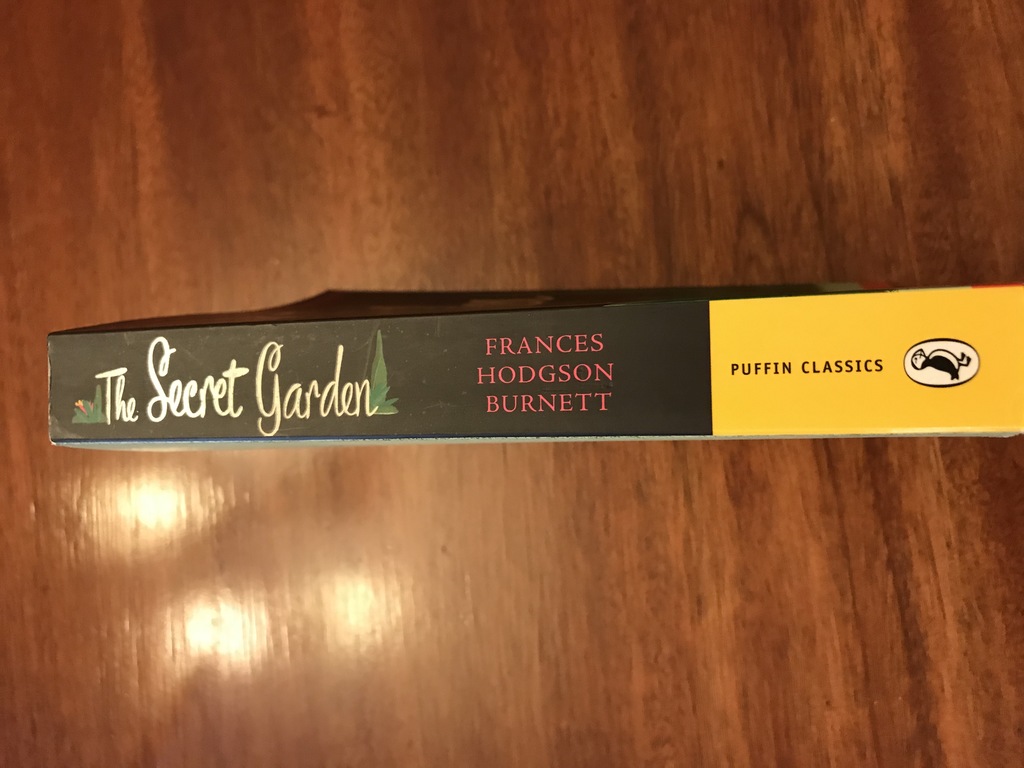 The Secret Garden
FRANCES
HODGSON
BURNETT
PUFFIN CLASSICS